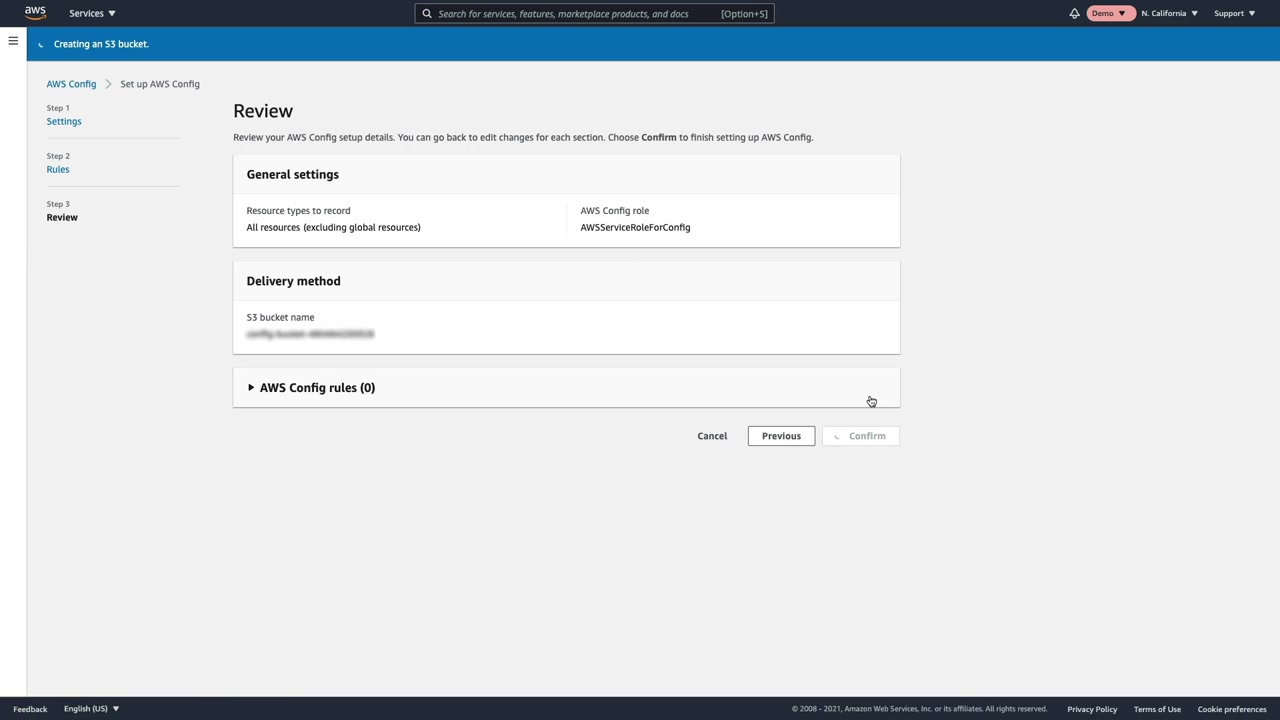 aws
Services
Search for services, features, marketplace products, and docs [Option+S]
Demo
N. California
Support
Creating an S3 bucket.
AWS Config
Set up AWS Config
Step 1
Settings
Step 2
Rules
Step 3
Review
Review
Review your AWS Config setup details. You can go back to edit changes for each section. Choose Confirm to finish setting up AWS Config.
General settings
Resource types to record
All resources (excluding global resources)
AWS Config role
AWSServiceRoleForConfig
Delivery method
S3 bucket name
AWS Config rules (0)
Cancel
Previous
Confirm
Feedback
English (US)
© 2008 - 2021, Amazon Web Services, Inc. or its affiliates. All rights reserved.
Privacy Policy
Terms of Use
Cookie preferences